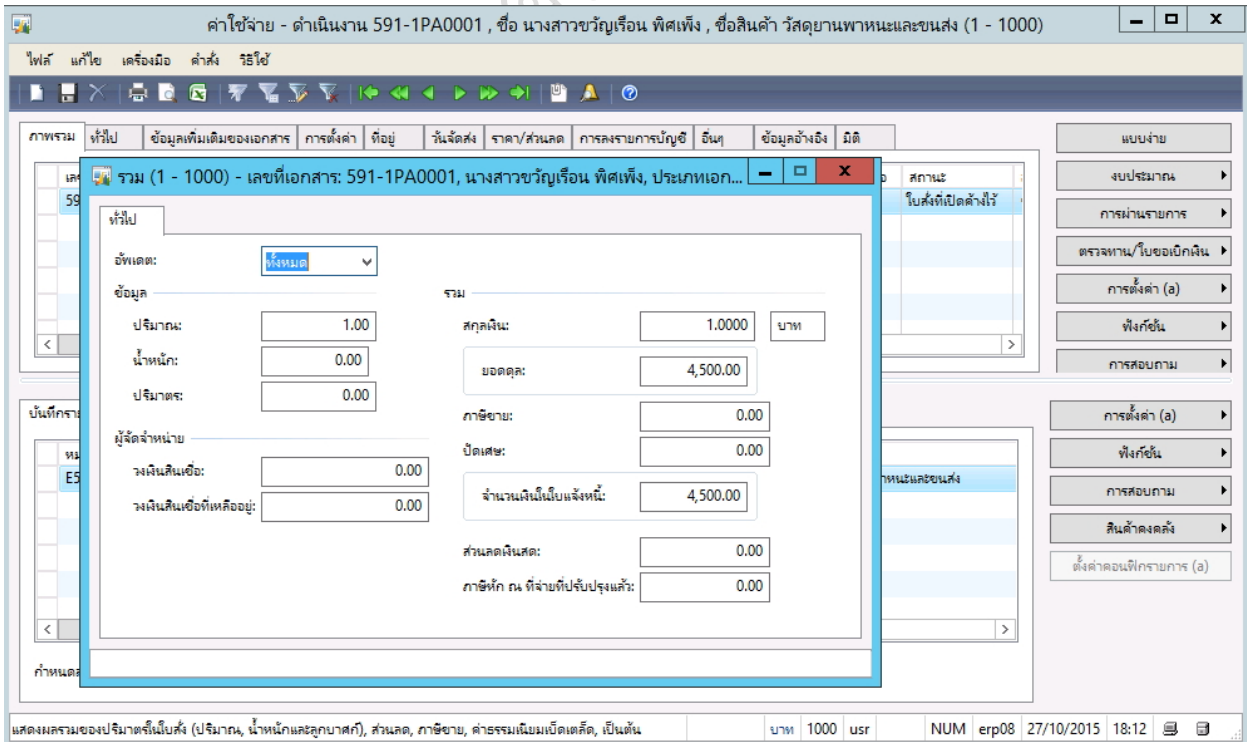 ค่าใช้จ่าย - ดำเนินงาน 591-1PA0001 , ชื่อ นางสาวขวัญเรือน พิศเพ็ง , ชื่อสินค้า วัสดุยานพาหนะและขนส่ง (1 - 1000)
ไฟล์ แก้ไข เครื่องมือ คำสั่ง วิธีใช้
ภาพรวม ทั่วไป ข้อมูลเพิ่มเติมของเอกสาร การตั้งค่า ที่อยู่ วันจัดส่ง ราคา/ส่วนลด การลงรายการบัญชี อื่นๆ ข้อมูลอ้างอิง มิติ
แบบง่าย
สถานะ
งบประมาณ
59
ใบสั่งที่เปิดค้างไว้
การผ่านรายการ
ตรวจทาน/ใบขอเบิกเงิน
การตั้งค่า (a)
ฟังก์ชั่น
การสอบถาม
รวม (1 - 1000) - เลขที่เอกสาร: 591-1PA0001, นางสาวขวัญเรือน พิศเพ็ง, ประเภทเอก...
ทั่วไป
อัพเดต: ทั้งหมด
ข้อมูล
ปริมาณ: 1.00
น้ำหนัก: 0.00
ปริมาตร: 0.00
ผู้จัดจำหน่าย
วงเงินสินเชื่อ: 0.00
วงเงินสินเชื่อที่เหลืออยู่: 0.00
รวม
สกุลเงิน: 1.0000 บาท
ยอดดุล: 4,500.00
ภาษีขาย: 0.00
ปัดเศษ: 0.00
จำนวนเงินในใบแจ้งหนี้: 4,500.00
ส่วนลดเงินสด: 0.00
ภาษีหัก ณ ที่จ่ายที่ปรับปรุงแล้ว: 0.00
E5
การตั้งค่า (a)
ฟังก์ชั่น
การสอบถาม
สินค้าคงคลัง
ตั้งค่าคอนฟิกรายการ (a)
แสดงผลรวมของปริมาตรในใบสั่ง (ปริมาณ, น้ำหนักและลูกบาศก์), ส่วนลด, ภาษีขาย, ค่าธรรมเนียมเบ็ดเตล็ด, เป็นต้น บาท 1000 usr NUM erp08 27/10/2015 18:12